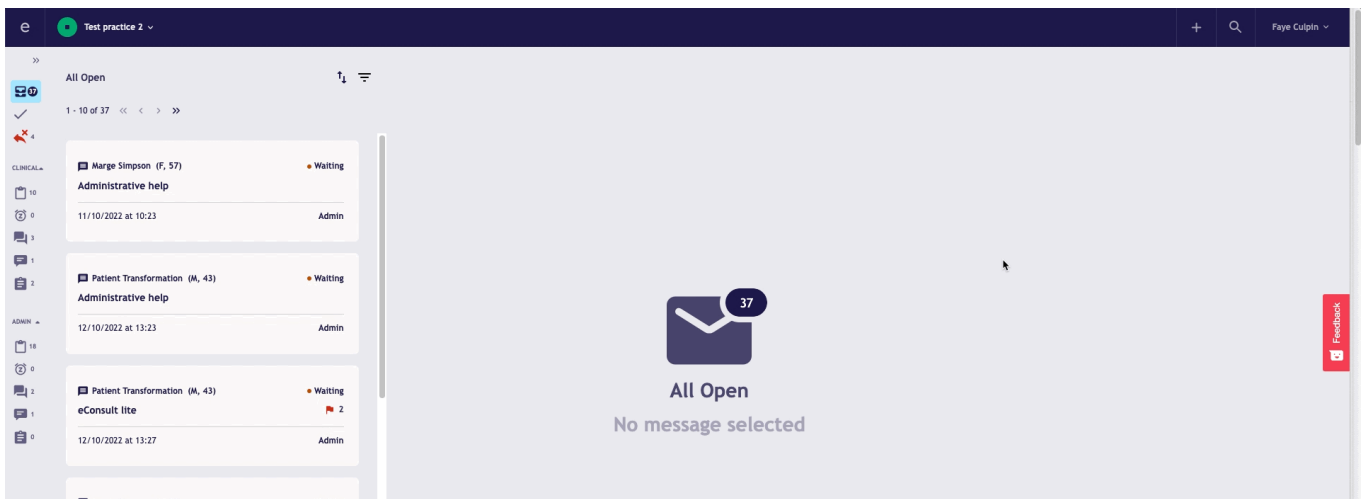 e
Test practice 2
+
Faye Culpin
37
4
CLINICAL
10
0
3
1
2
ADMIN
18
0
2
1
0
All Open
1 - 10 of 37
Marge Simpson (F, 57)
Waiting
Administrative help
11/10/2022 at 10:23
Admin
Patient Transformation (M, 43)
Waiting
Administrative help
12/10/2022 at 13:23
Admin
Patient Transformation (M, 43)
Waiting
eConsult lite
2
12/10/2022 at 13:27
Admin
37
All Open
No message selected
Feedback